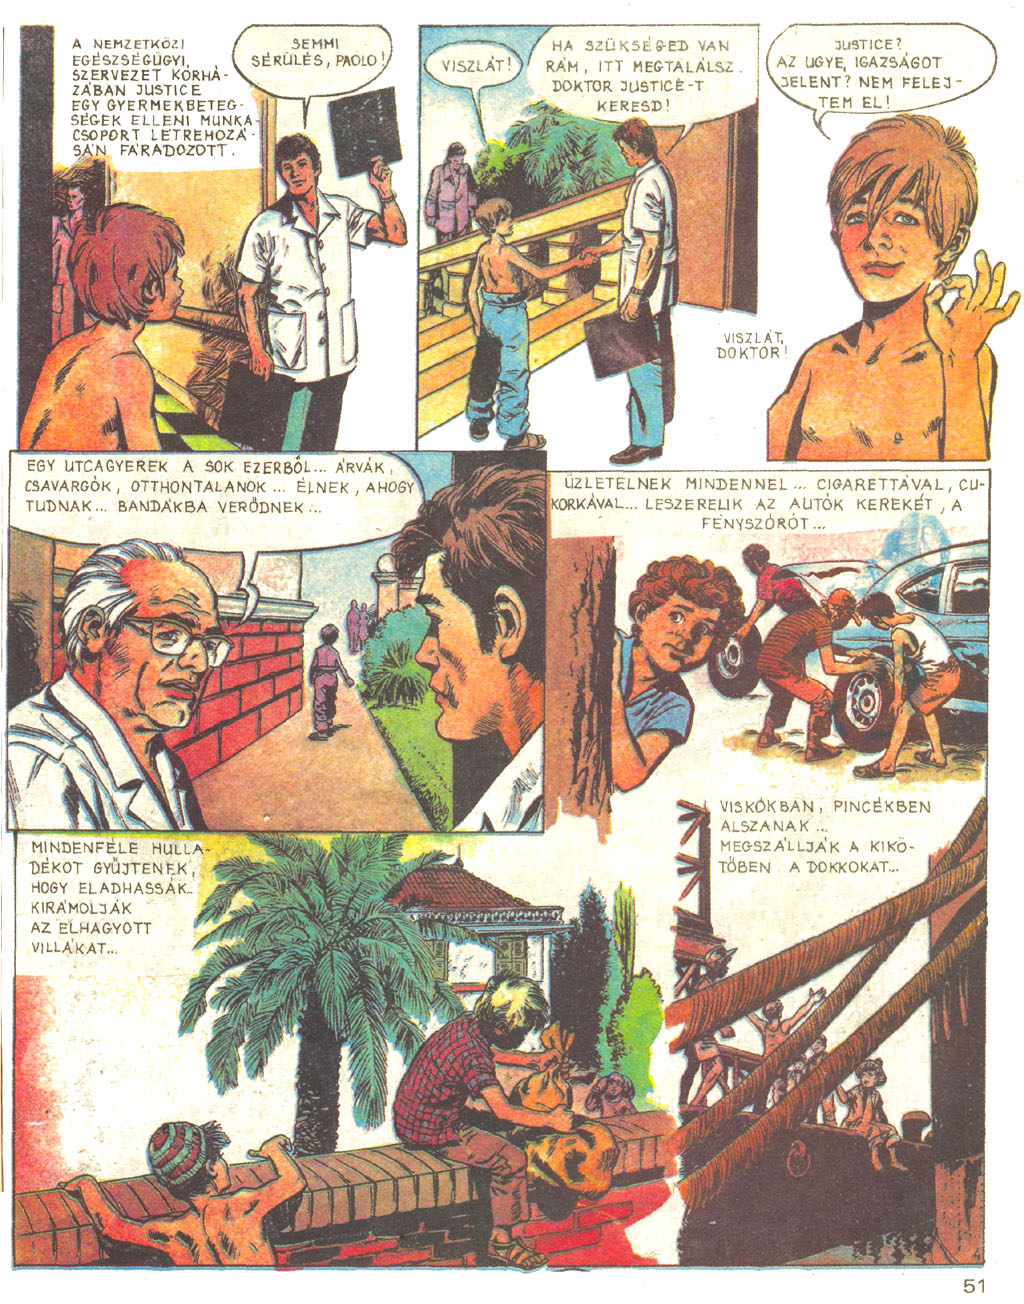 A NEMZETKÖZI
EGÉSZSÉGÜGYI,
SZERVEZET KÓRHÁ-
ZÁBAN JUSTICE
EGY GYERMEKBETEG-
SÉGEK ELLENI MUNKA-
CSOPORT LÉTREHOZÁ-
SÁN FÁRADOZOTT.
SEMMI
SÉRÜLÉS, PAOLO!
VISZLÁT!
HA SZÜKSÉGED VAN
RÁM, ITT MEGTALÁLSZ.
DOKTOR JUSTICE-T
KERESD!
JUSTICE?
AZ UGYE, IGAZSÁGOT
JELENT? NEM FELEJ-
TEM EL!
VISZLÁT,
DOKTOR!
EGY UTCAGYEREK A SOK EZERBŐL... ÁRVÁK,
CSAVARGÓK, OTTHONTALANOK... ÉLNEK, AHOGY
TUDNAK... BANDÁKBA VERŐDNEK...
ÜZLETELNEK MINDENNEL... CIGARETTÁVAL, CU-
KORKÁVAL... LESZERELIK AZ AUTÓK KEREKÉT, A
FÉNYSZÓRÓT...
MINDENFÉLE HULLA-
DÉKOT GYŰJTENEK,
HOGY ELADHASSÁK..
KIRÁMOLJÁK
AZ ELHAGYOTT
VILLÁKAT...
VISKÓKBAN, PINCÉKBEN
ALSZANAK...
MEGSZÁLLJÁK A KIKÖ-
TŐBEN A DOKKOKAT...
51